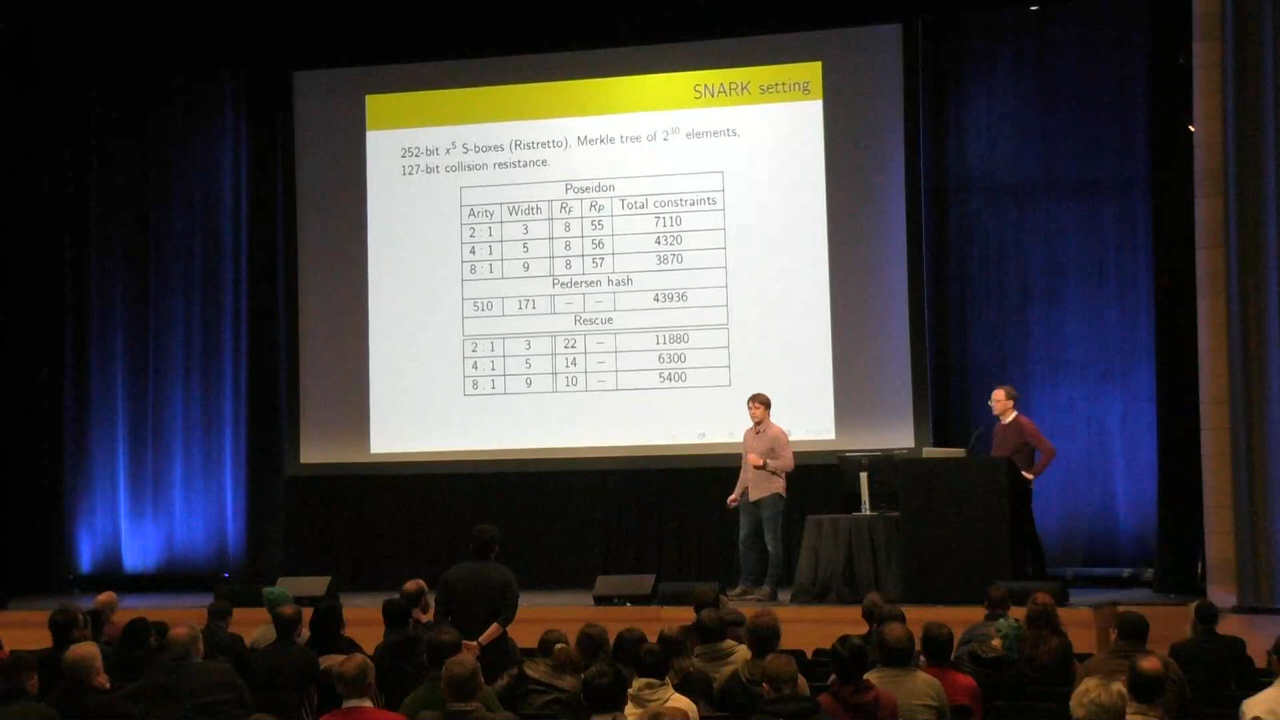 SNARK setting
252-bit x⁵ S-boxes (Ristretto), Merkle tree of 2³⁰ elements,
127-bit collision resistance.
Poseidon
Arity Width R_F R_P Total constraints
2 : 1 3 8 55 7110
4 : 1 5 8 56 4320
8 : 1 9 8 57 3870
Pedersen hash
510 171 – – 43936
Rescue
2 : 1 3 22 – 11880
4 : 1 5 14 – 6300
8 : 1 9 10 – 5400